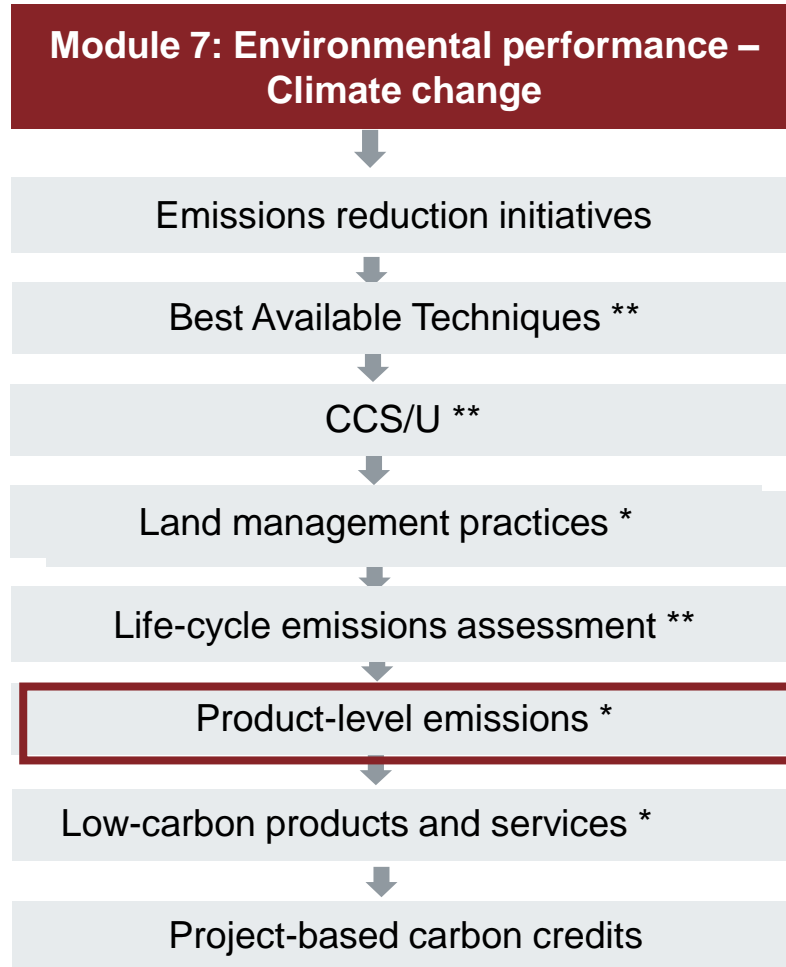 Module 7: Environmental performance –
Climate change
Emissions reduction initiatives
Best Available Techniques **
CCS/U **
Land management practices *
Life-cycle emissions assessment **
Product-level emissions *
Low-carbon products and services *
Project-based carbon credits